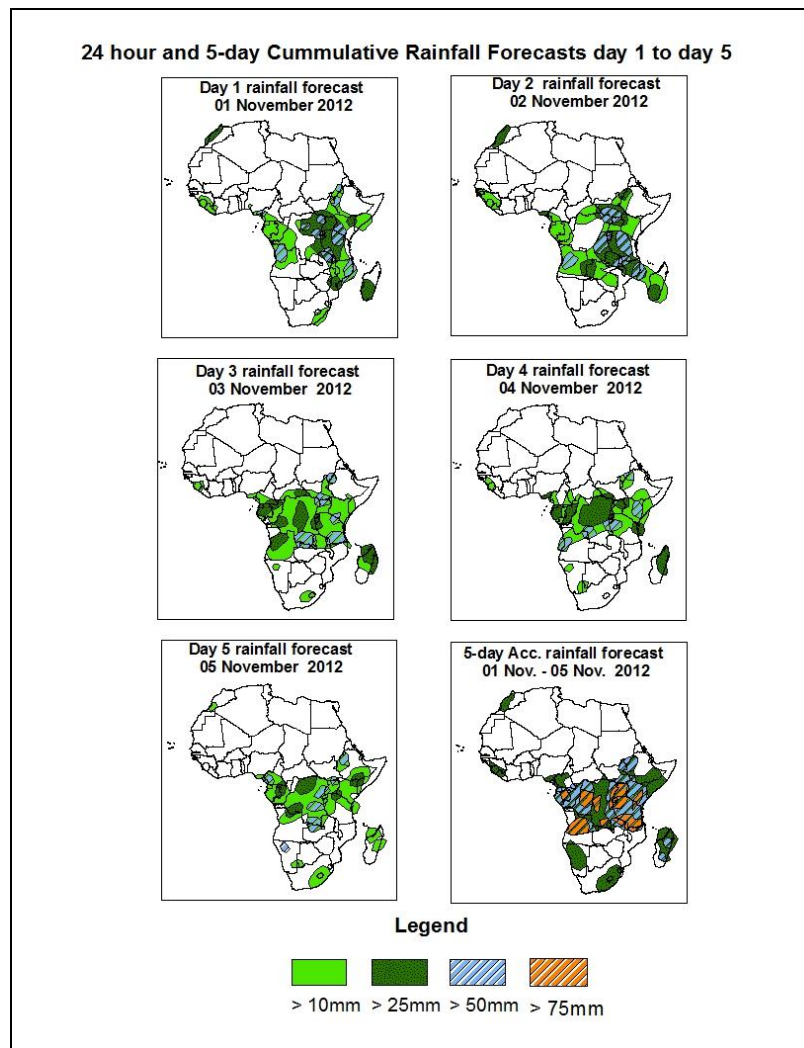 24 hour and 5-day Cummulative Rainfall Forecasts day 1 to day 5
Day 1 rainfall forecast
01 November 2012
Day 2 rainfall forecast
02 November 2012
Day 3 rainfall forecast
03 November 2012
Day 4 rainfall forecast
04 November 2012
Day 5 rainfall forecast
05 November 2012
5-day Acc. rainfall forecast
01 Nov. - 05 Nov. 2012
Legend
> 10mm > 25mm > 50mm > 75mm